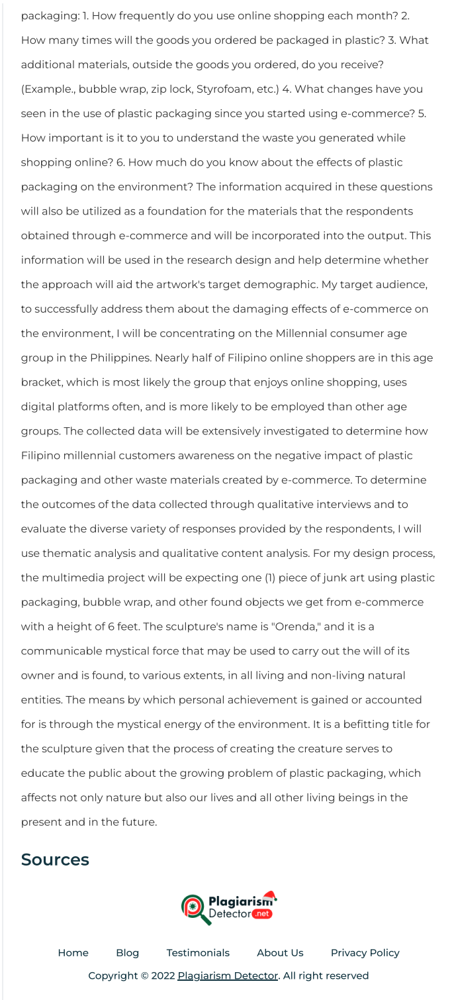 packaging: 1. How frequently do you use online shopping each month? 2.
How many times will the goods you ordered be packaged in plastic? 3. What
additional materials, outside the goods you ordered, do you receive?
(Example., bubble wrap, zip lock, Styrofoam, etc.) 4. What changes have you
seen in the use of plastic packaging since you started using e-commerce? 5.
How important is it to you to understand the waste you generated while
shopping online? 6. How much do you know about the effects of plastic
packaging on the environment? The information acquired in these questions
will also be utilized as a foundation for the materials that the respondents
obtained through e-commerce and will be incorporated into the output. This
information will be used in the research design and help determine whether
the approach will aid the artwork's target demographic. My target audience,
to successfully address them about the damaging effects of e-commerce on
the environment, I will be concentrating on the Millennial consumer age
group in the Philippines. Nearly half of Filipino online shoppers are in this age
bracket, which is most likely the group that enjoys online shopping, uses
digital platforms often, and is more likely to be employed than other age
groups. The collected data will be extensively investigated to determine how
Filipino millennial customers awareness on the negative impact of plastic
packaging and other waste materials created by e-commerce. To determine
the outcomes of the data collected through qualitative interviews and to
evaluate the diverse variety of responses provided by the respondents, I will
use thematic analysis and qualitative content analysis. For my design process,
the multimedia project will be expecting one (1) piece of junk art using plastic
packaging, bubble wrap, and other found objects we get from e-commerce
with a height of 6 feet. The sculpture's name is "Orenda," and it is a
communicable mystical force that may be used to carry out the will of its
owner and is found, to various extents, in all living and non-living natural
entities. The means by which personal achievement is gained or accounted
for is through the mystical energy of the environment. It is a befitting title for
the sculpture given that the process of creating the creature serves to
educate the public about the growing problem of plastic packaging, which
affects not only nature but also our lives and all other living beings in the
present and in the future.
Sources
Plagiarism
Detector .net
Home Blog Testimonials About Us Privacy Policy
Copyright © 2022 Plagiarism Detector. All right reserved